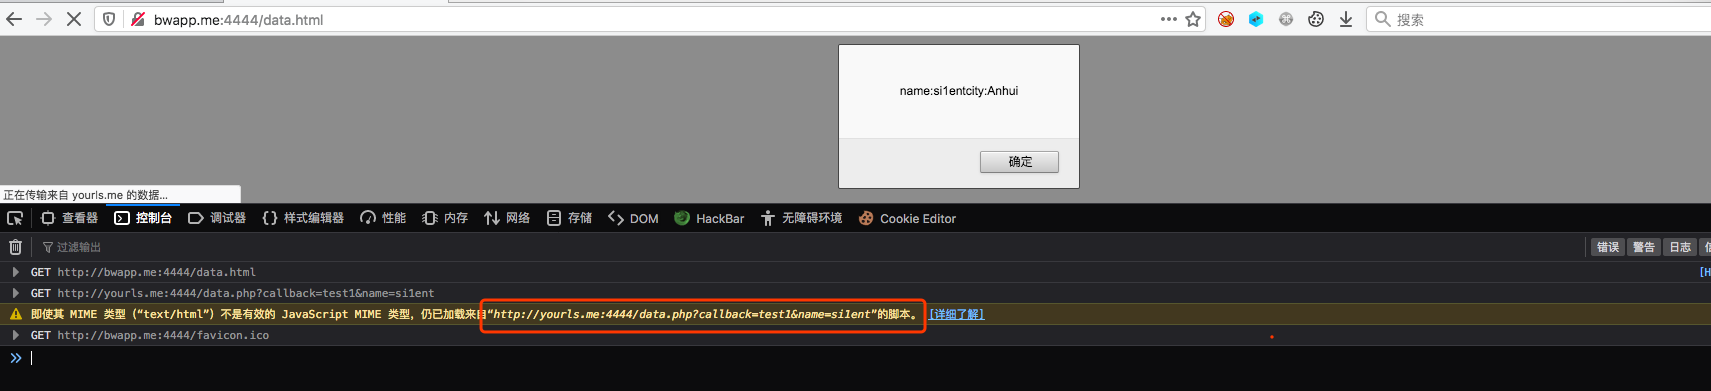 bwapp.me:4444/data.html
搜索
name:si1entcity:Anhui
确定
正在传输来自 yourls.me 的数据...
查看器 控制台 调试器 样式编辑器 性能 内存 网络 存储 DOM HackBar 无障碍环境 Cookie Editor
过滤输出 错误 警告 日志
GET http://bwapp.me:4444/data.html [H
GET http://yourls.me:4444/data.php?callback=test1&name=si1ent
即使其 MIME 类型（“text/html”）不是有效的 JavaScript MIME 类型，仍已加载来自“http://yourls.me:4444/data.php?callback=test1&name=si1ent”的脚本。 [详细了解]
GET http://bwapp.me:4444/favicon.ico